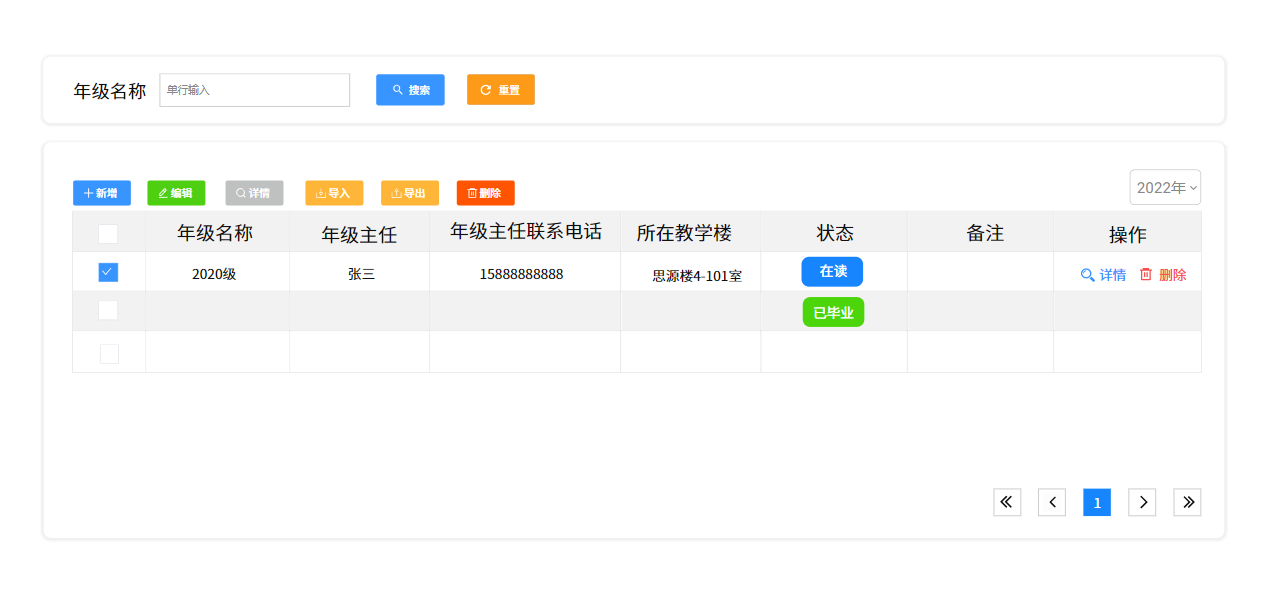 年级名称 单行输入 搜索 重置
新增 编辑 详情 导入 导出 删除 2022年
年级名称 年级主任 年级主任联系电话 所在教学楼 状态 备注 操作
2020级 张三 15888888888 思源楼4-101室 在读 详情 删除
已毕业
1